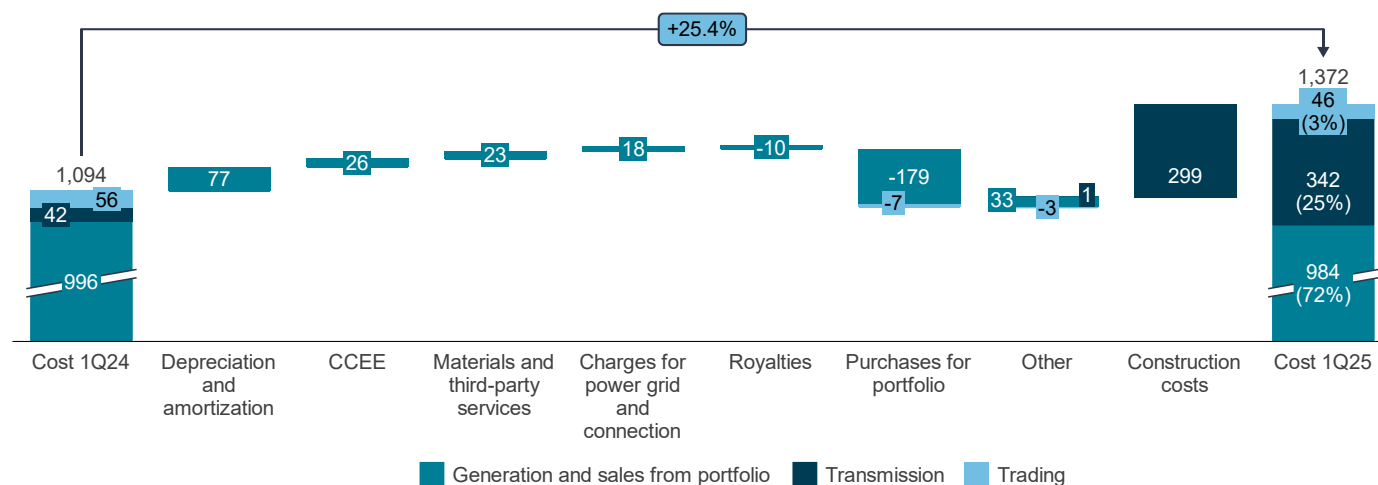 +25.4%
1,094
56
42
996
77
26
23
18
-10
-179
-7
33
-3
1
299
1,372
46
(3%)
342
(25%)
984
(72%)
Cost 1Q24
Depreciation
and
amortization
CCEE
Materials and
third-party
services
Charges for
power grid
and
connection
Royalties
Purchases for
portfolio
Other
Construction
costs
Cost 1Q25
Generation and sales from portfolio
Transmission
Trading